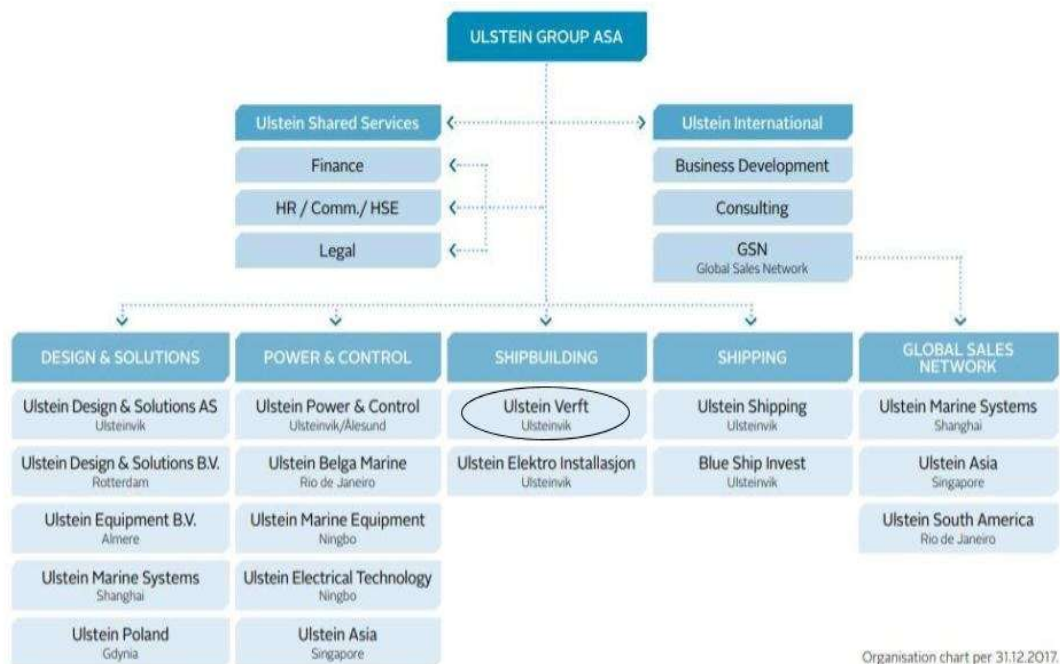 ULSTEIN GROUP ASA
Ulstein Shared Services
Finance
HR / Comm./ HSE
Legal
Ulstein International
Business Development
Consulting
GSN
Global Sales Network
DESIGN & SOLUTIONS
Ulstein Design & Solutions AS
Ulsteinvik
Ulstein Design & Solutions B.V.
Rotterdam
Ulstein Equipment B.V.
Almere
Ulstein Marine Systems
Shanghai
Ulstein Poland
Gdynia
POWER & CONTROL
Ulstein Power & Control
Ulsteinvik/Ålesund
Ulstein Belga Marine
Rio de Janeiro
Ulstein Marine Equipment
Ningbo
Ulstein Electrical Technology
Ningbo
Ulstein Asia
Singapore
SHIPBUILDING
Ulstein Verft
Ulsteinvik
Ulstein Elektro Installasjon
Ulsteinvik
SHIPPING
Ulstein Shipping
Ulsteinvik
Blue Ship Invest
Ulsteinvik
GLOBAL SALES
NETWORK
Ulstein Marine Systems
Shanghai
Ulstein Asia
Singapore
Ulstein South America
Rio de Janeiro
Organisation chart per 31.12.2017.